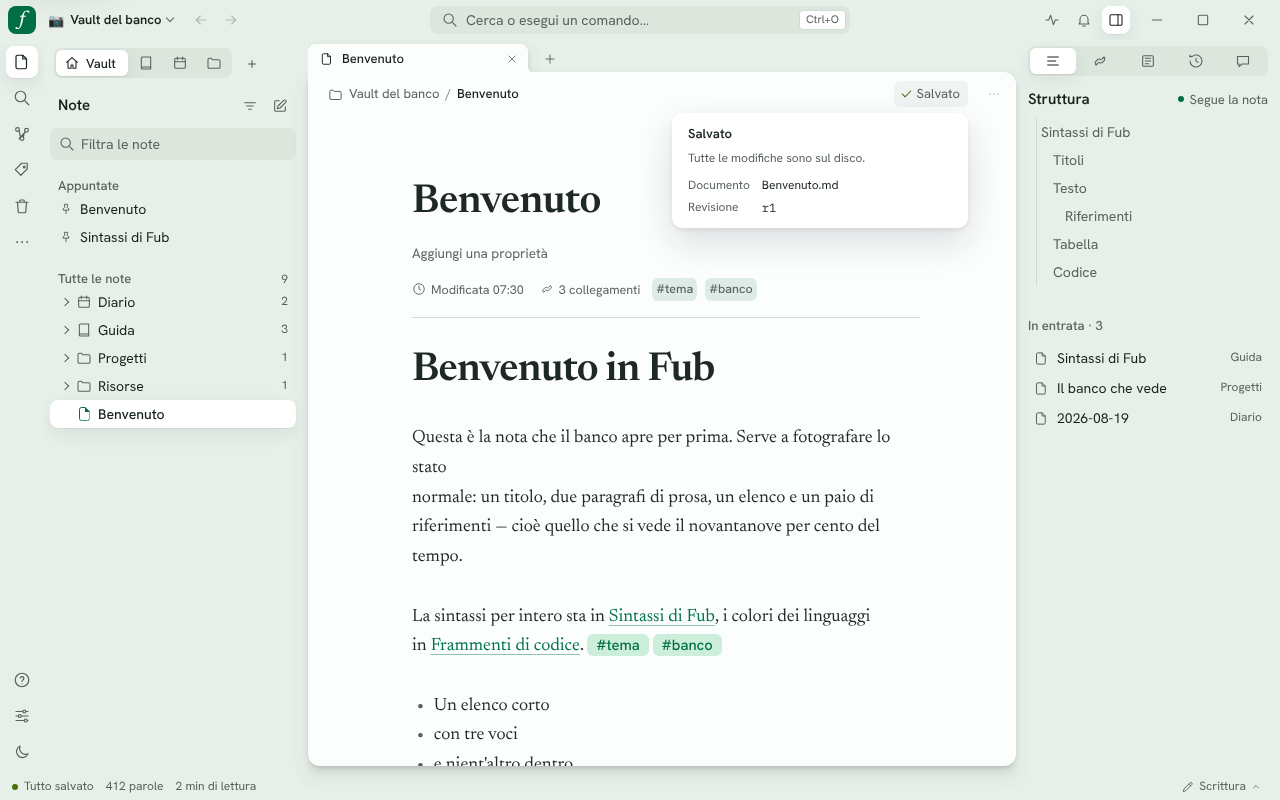 Vault del banco
Cerca o esegui un comando…
Ctrl+O
Vault
Note
Filtra le note
Appuntate
Benvenuto
Sintassi di Fub
Tutte le note 9
Diario 2
Guida 3
Progetti 1
Risorse 1
Benvenuto
Benvenuto
Vault del banco / Benvenuto
Salvato
Salvato
Tutte le modifiche sono sul disco.
Documento Benvenuto.md
Revisione r1
Benvenuto
Aggiungi una proprietà
Modificata 07:30 3 collegamenti #tema #banco
Benvenuto in Fub
Questa è la nota che il banco apre per prima. Serve a fotografare lo
stato
normale: un titolo, due paragrafi di prosa, un elenco e un paio di
riferimenti — cioè quello che si vede il novantanove per cento del
tempo.
La sintassi per intero sta in Sintassi di Fub, i colori dei linguaggi
in Frammenti di codice. #tema #banco
• Un elenco corto
• con tre voci
• e nient'altro dentro
Struttura
Segue la nota
Sintassi di Fub
Titoli
Testo
Riferimenti
Tabella
Codice
In entrata · 3
Sintassi di Fub Guida
Il banco che vede Progetti
2026-08-19 Diario
Tutto salvato 412 parole 2 min di lettura
Scrittura